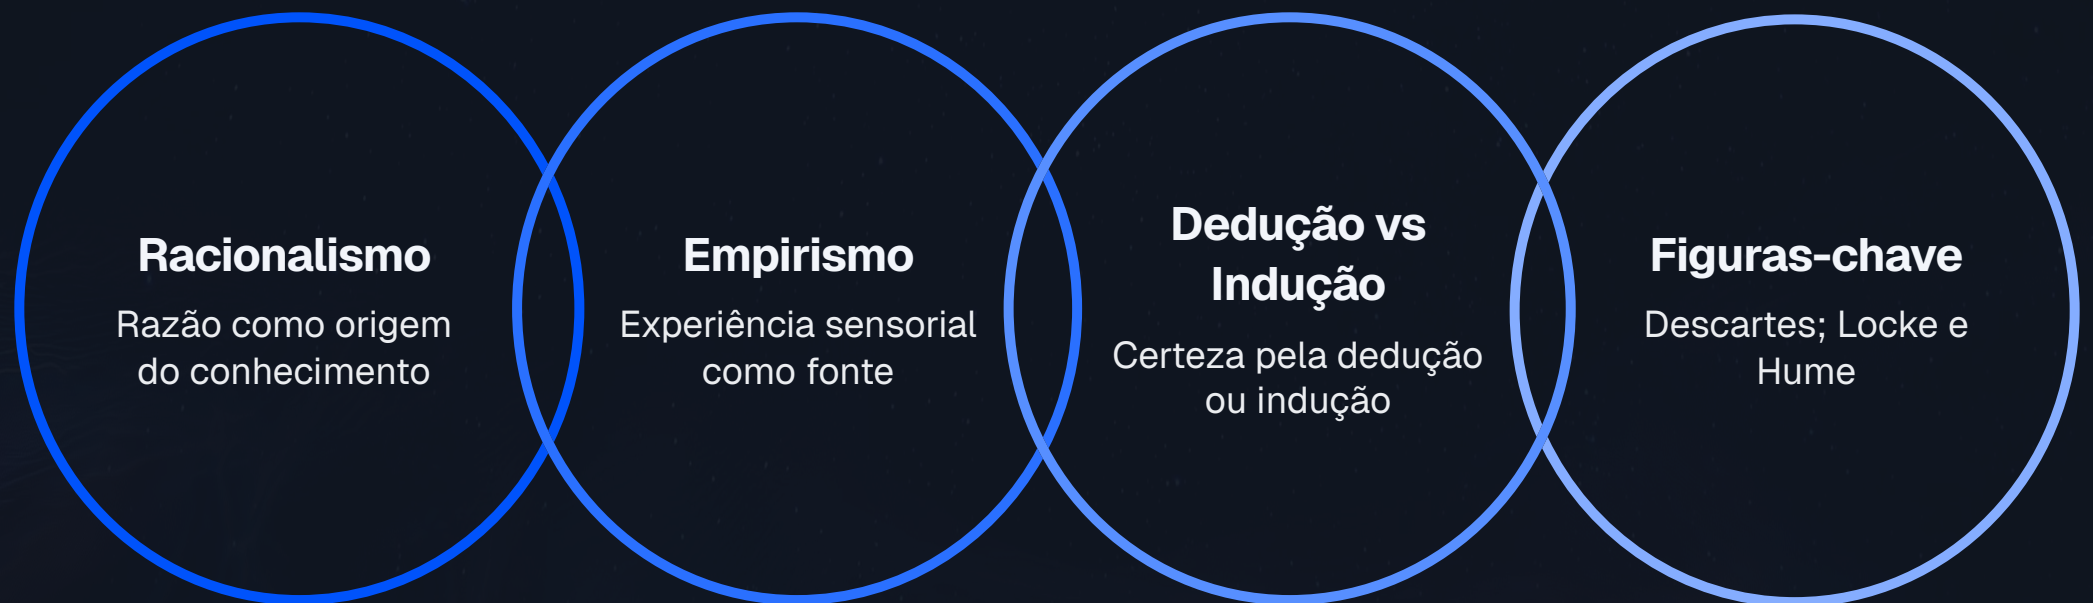 Racionalismo
Razão como origem
do conhecimento
Empirismo
Experiência sensorial
como fonte
Dedução vs
Indução
Certeza pela dedução
ou indução
Figuras-chave
Descartes; Locke e
Hume